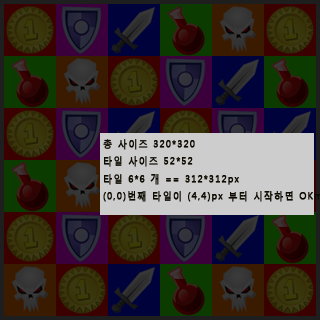 총 사이즈 320*320
타일 사이즈 52*52
타일 6*6 개 == 312*312px
(0,0)번째 타일이 (4,4)px 부터 시작하면 OK